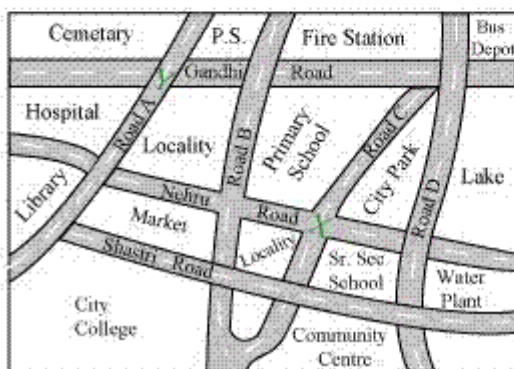 Cemetary
P.S.
Fire Station
Bus
Depot
y
Gandhi
Road
Hospital
Road A
Locality
Road B
Primary
School
Road C
City Park
Road D
Lake
Library
Nehru
Road
X
Market
Shastri Road
Locality
Sr. Sec
School
Water
Plant
City
College
Community
Centre